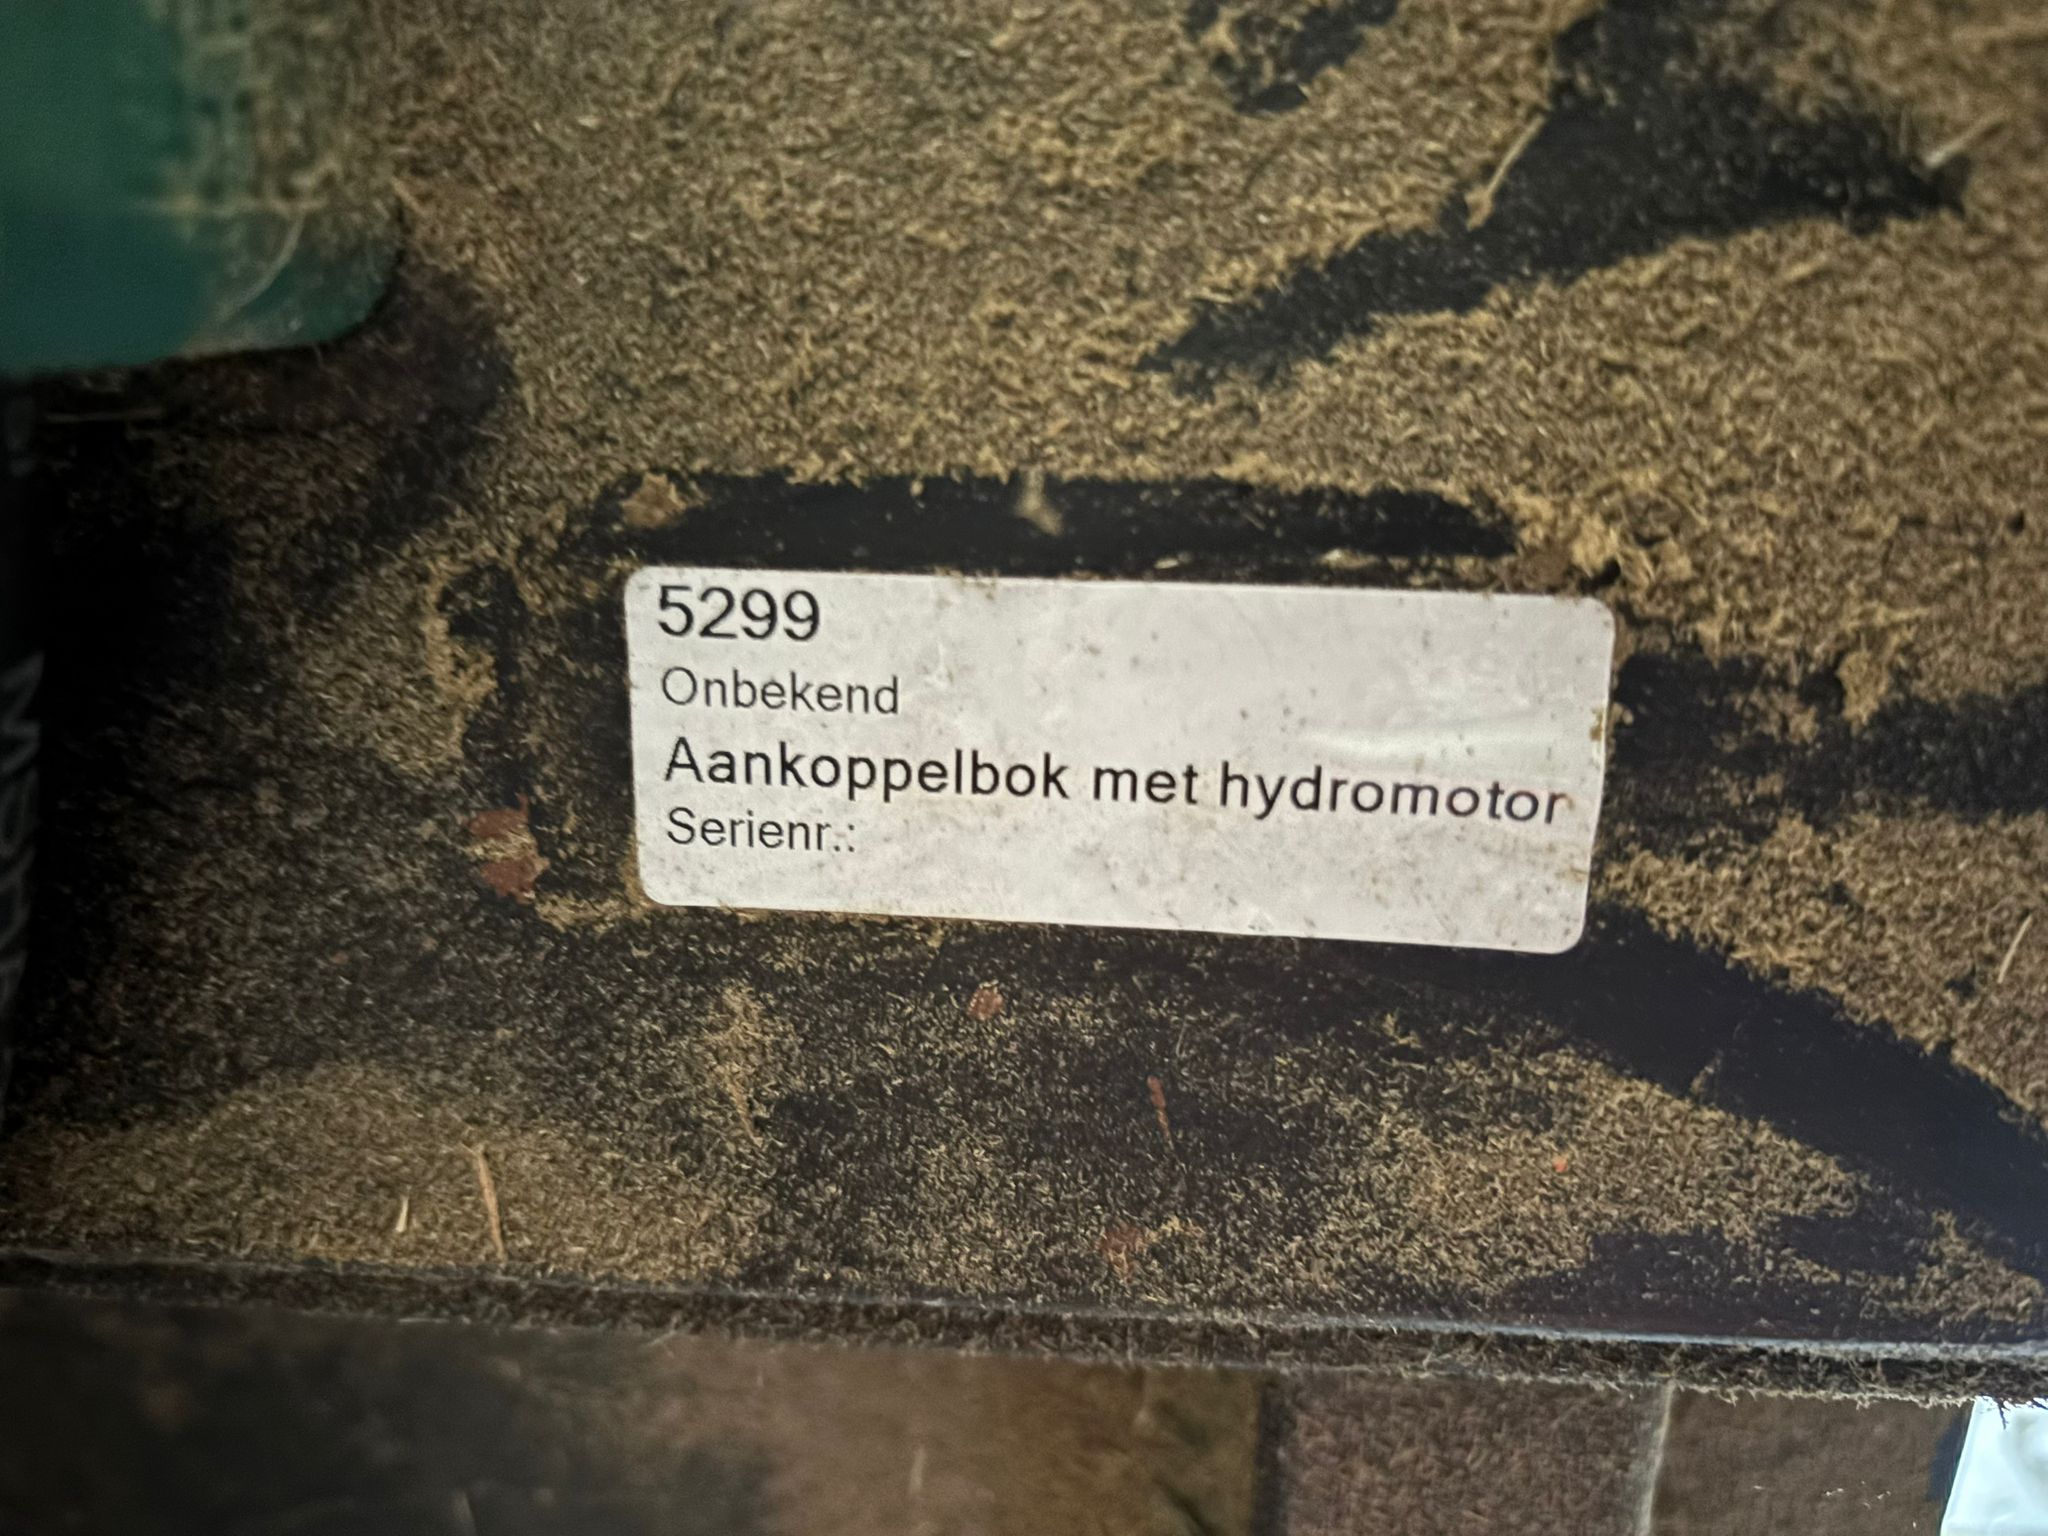 5299
Onbekend
Aankoppelbok met hydromotor
Serienr.: